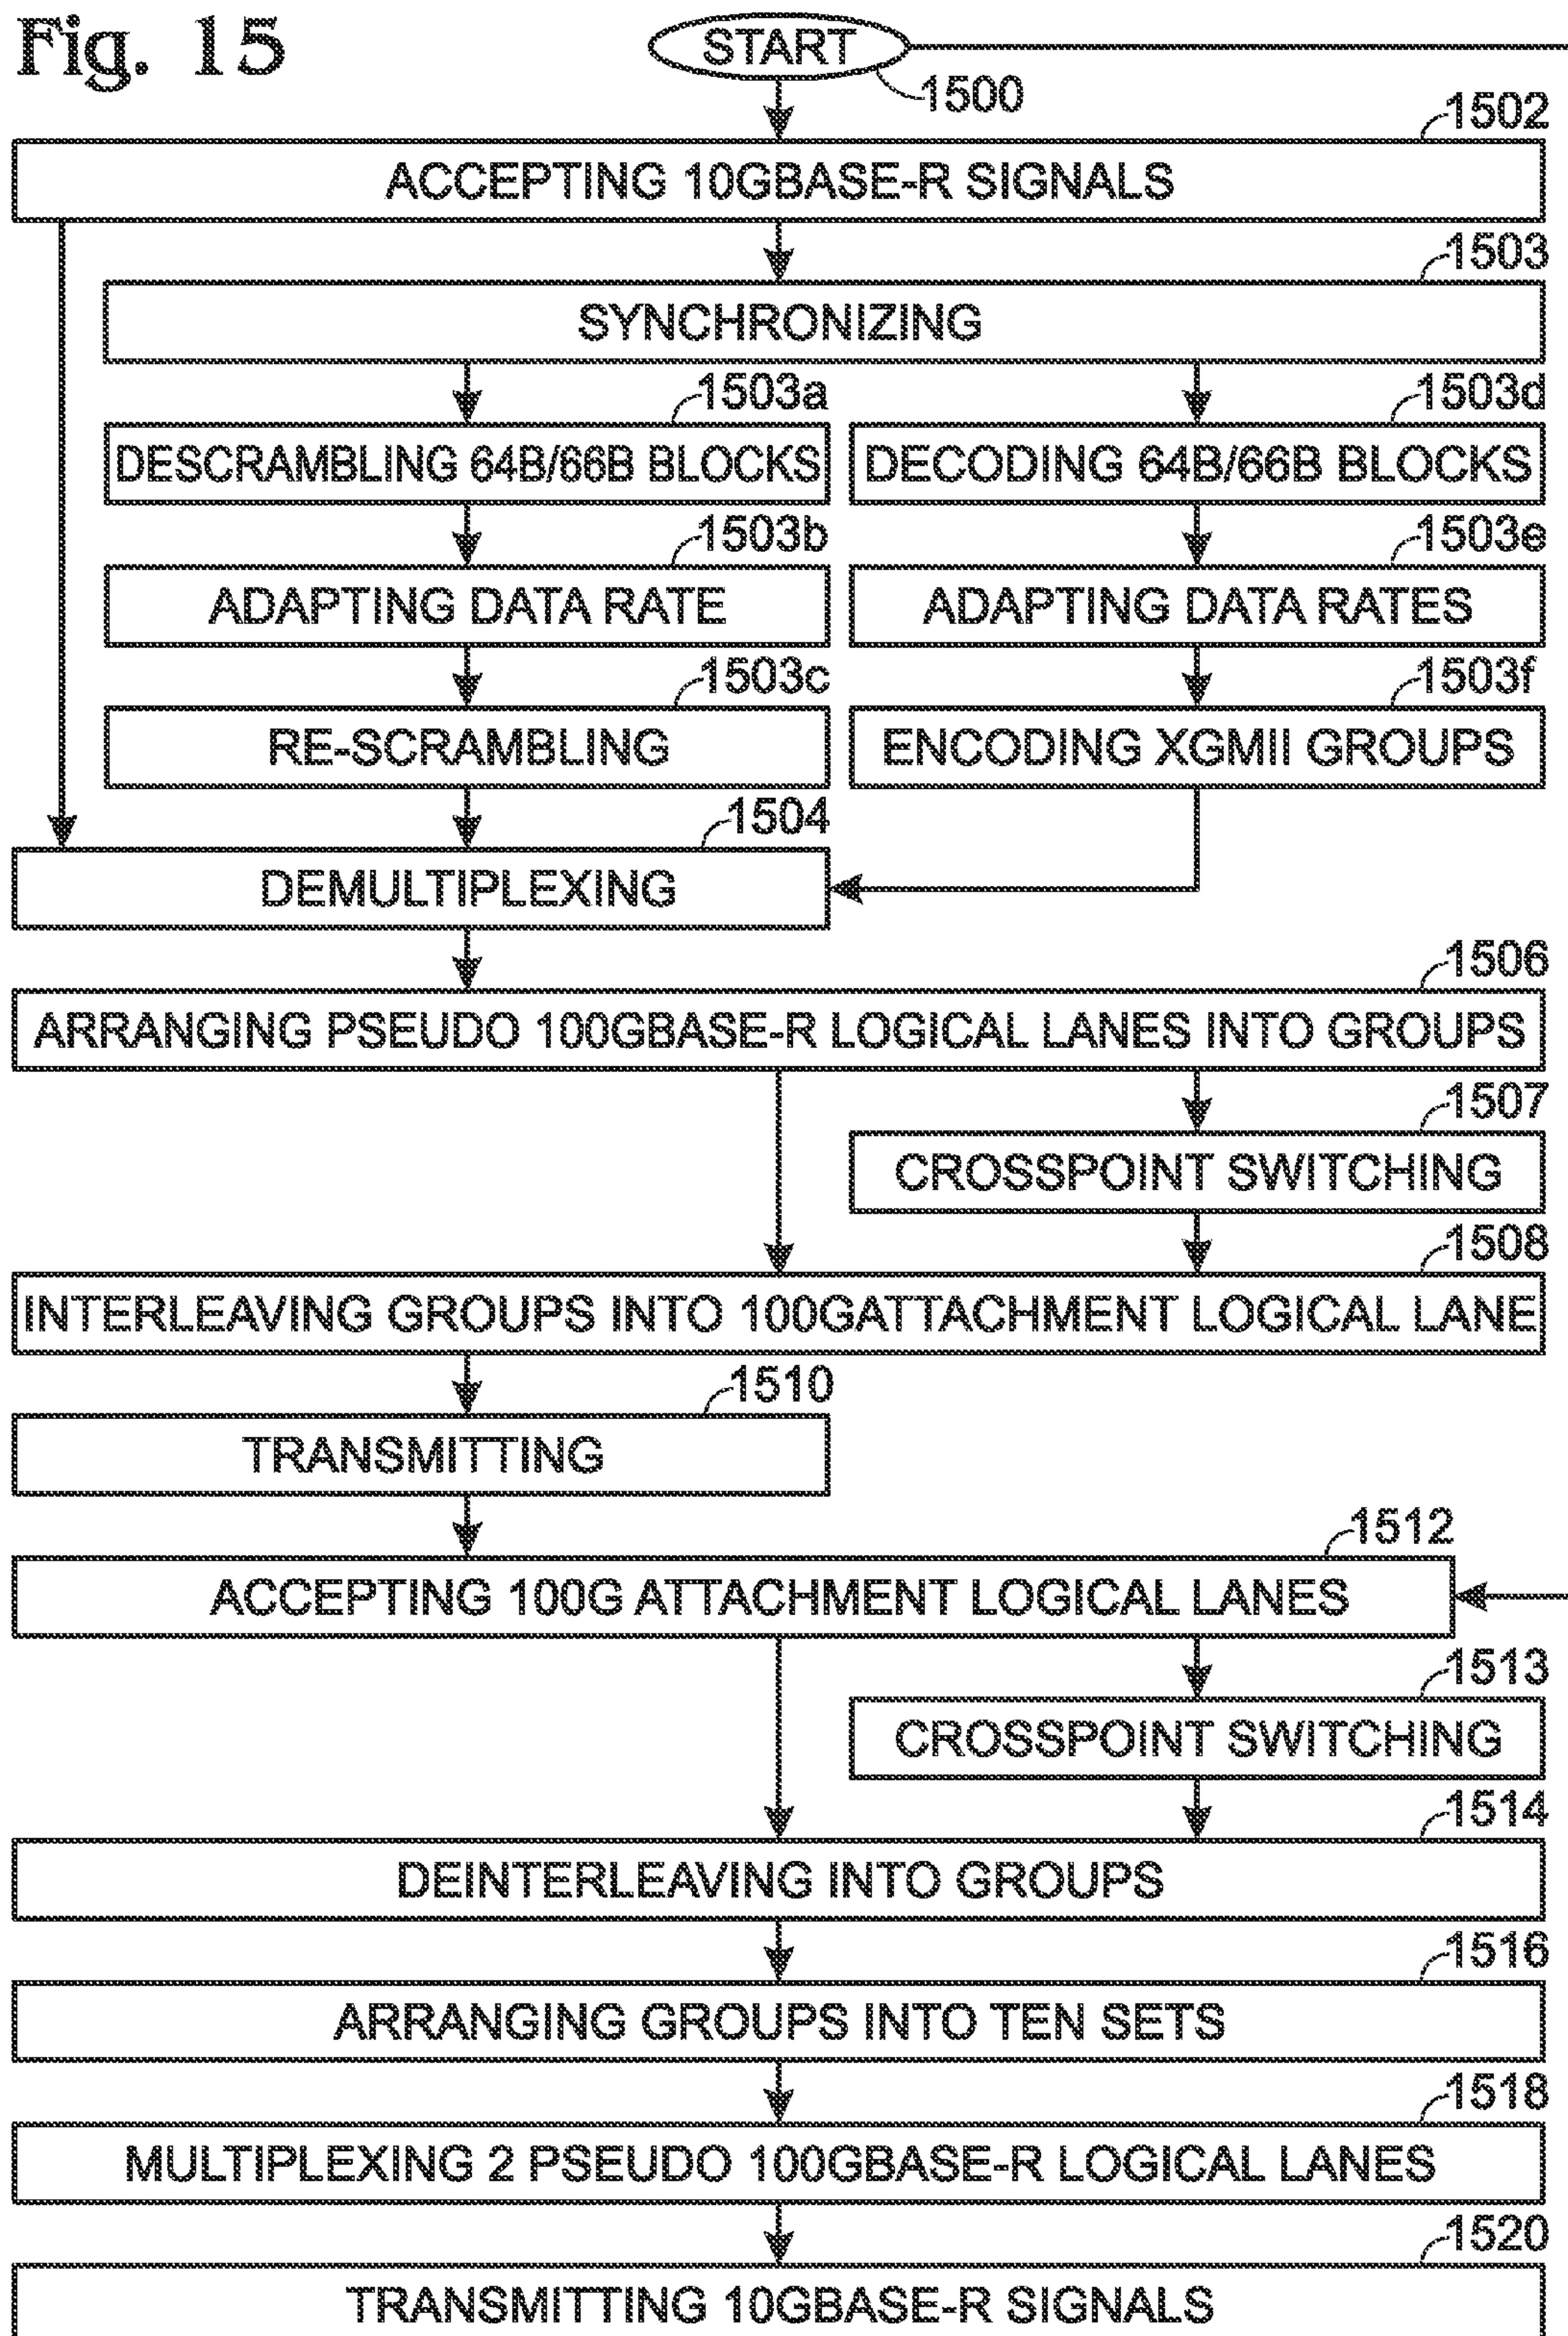 Fig. 15
START
1500
1502
ACCEPTING 10GBASE-R SIGNALS
1503
SYNCHRONIZING
1503a
1503d
DESCRAMBLING 64B/66B BLOCKS
DECODING 64B/66B BLOCKS
1503b
1503e
ADAPTING DATA RATE
ADAPTING DATA RATES
1503c
1503f
RE-SCRAMBLING
ENCODING XGMII GROUPS
1504
DEMULTIPLEXING
1506
ARRANGING PSEUDO 100GBASE-R LOGICAL LANES INTO GROUPS
1507
CROSSPOINT SWITCHING
1508
INTERLEAVING GROUPS INTO 100GATTACHMENT LOGICAL LANE
1510
TRANSMITTING
1512
ACCEPTING 100G ATTACHMENT LOGICAL LANES
1513
CROSSPOINT SWITCHING
1514
DEINTERLEAVING INTO GROUPS
1516
ARRANGING GROUPS INTO TEN SETS
1518
MULTIPLEXING 2 PSEUDO 100GBASE-R LOGICAL LANES
1520
TRANSMITTING 10GBASE-R SIGNALS